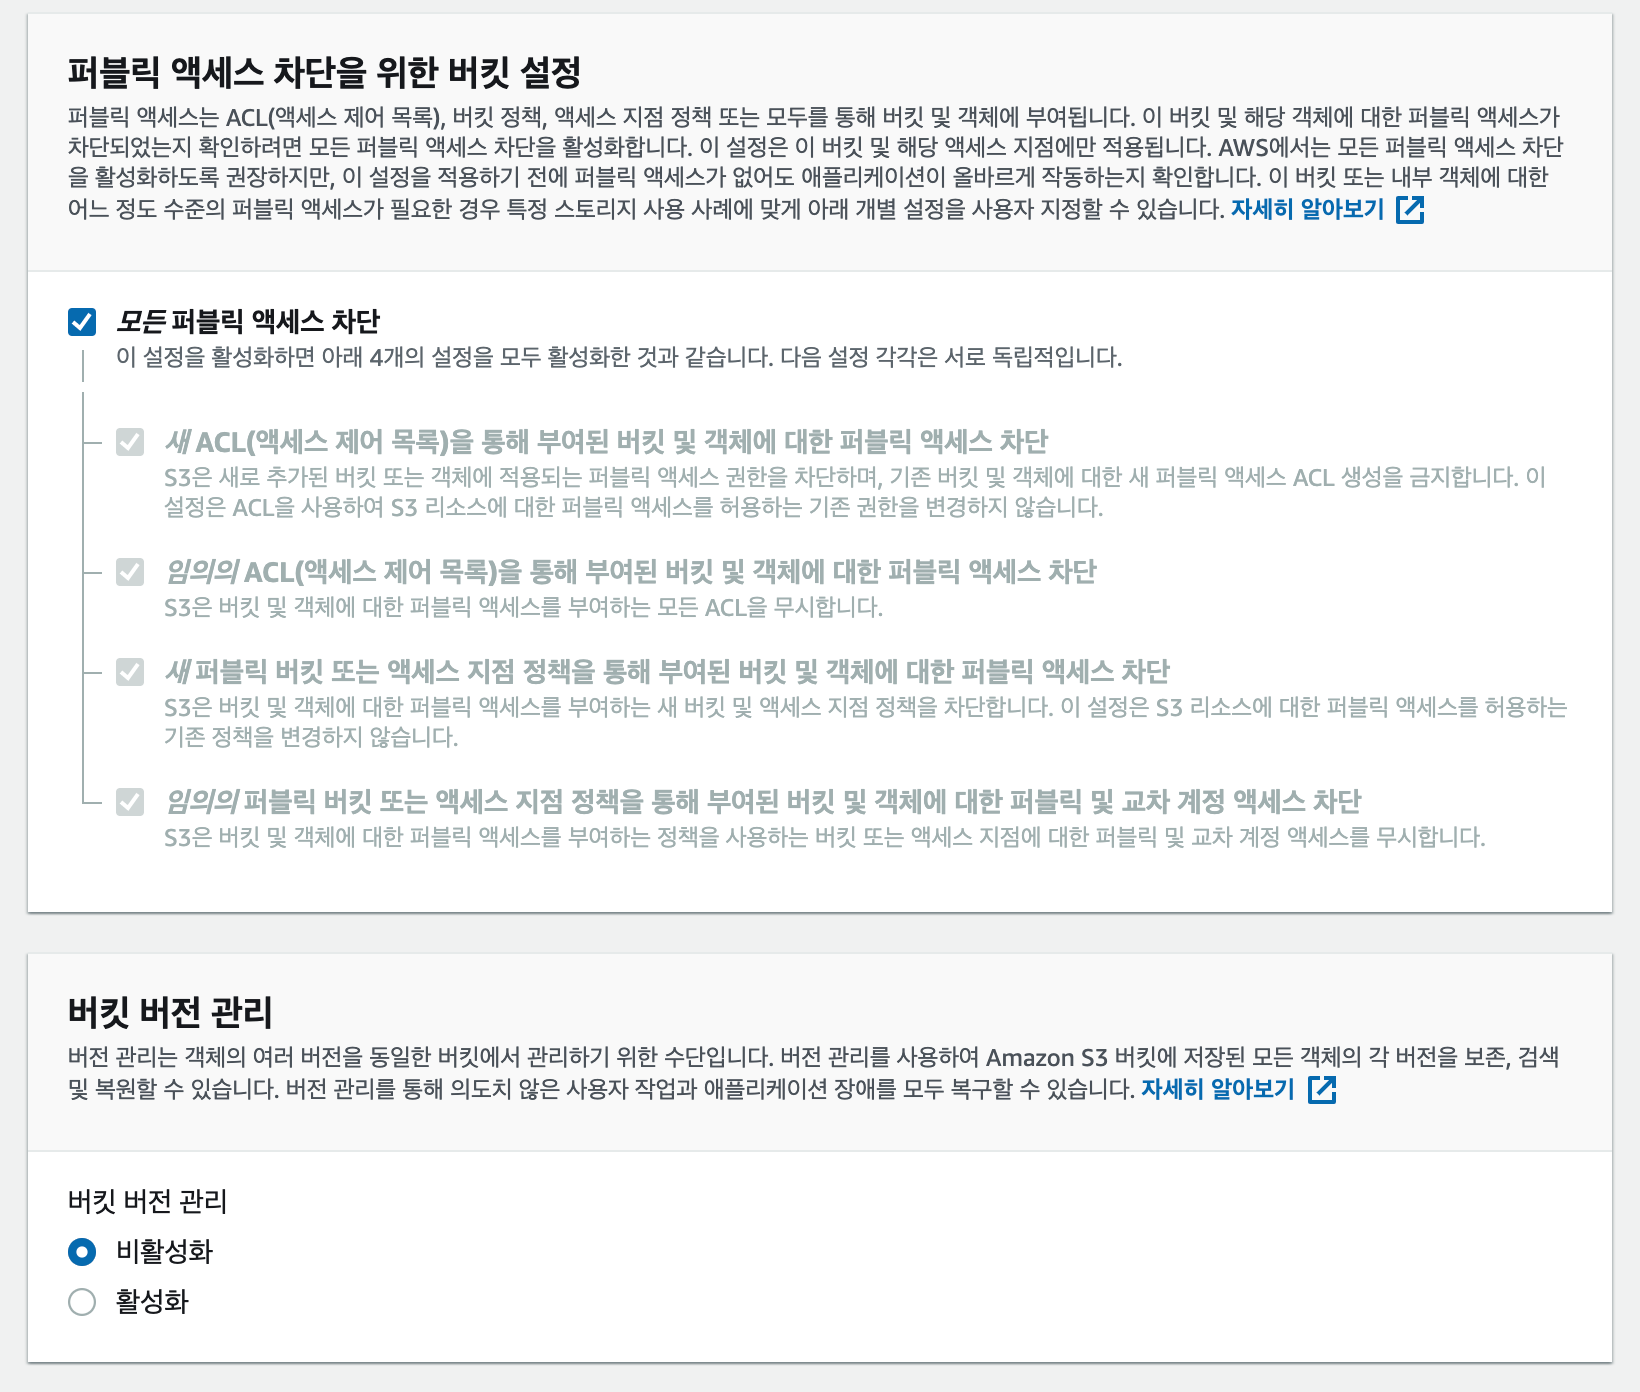 퍼블릭 액세스 차단을 위한 버킷 설정
퍼블릭 액세스는 ACL(액세스 제어 목록), 버킷 정책, 액세스 지점 정책 또는 모두를 통해 버킷 및 객체에 부여됩니다. 이 버킷 및 해당 객체에 대한 퍼블릭 액세스가
차단되었는지 확인하려면 모든 퍼블릭 액세스 차단을 활성화합니다. 이 설정은 이 버킷 및 해당 액세스 지점에만 적용됩니다. AWS에서는 모든 퍼블릭 액세스 차단
을 활성화하도록 권장하지만, 이 설정을 적용하기 전에 퍼블릭 액세스가 없어도 애플리케이션이 올바르게 작동하는지 확인합니다. 이 버킷 또는 내부 객체에 대한
어느 정도 수준의 퍼블릭 액세스가 필요한 경우 특정 스토리지 사용 사례에 맞게 아래 개별 설정을 사용자 지정할 수 있습니다. 자세히 알아보기
모든 퍼블릭 액세스 차단
이 설정을 활성화하면 아래 4개의 설정을 모두 활성화한 것과 같습니다. 다음 설정 각각은 서로 독립적입니다.
새 ACL(액세스 제어 목록)을 통해 부여된 버킷 및 객체에 대한 퍼블릭 액세스 차단
S3은 새로 추가된 버킷 또는 객체에 적용되는 퍼블릭 액세스 권한을 차단하며, 기존 버킷 및 객체에 대한 새 퍼블릭 액세스 ACL 생성을 금지합니다. 이
설정은 ACL을 사용하여 S3 리소스에 대한 퍼블릭 액세스를 허용하는 기존 권한을 변경하지 않습니다.
임의의 ACL(액세스 제어 목록)을 통해 부여된 버킷 및 객체에 대한 퍼블릭 액세스 차단
S3은 버킷 및 객체에 대한 퍼블릭 액세스를 부여하는 모든 ACL을 무시합니다.
새 퍼블릭 버킷 또는 액세스 지점 정책을 통해 부여된 버킷 및 객체에 대한 퍼블릭 액세스 차단
S3은 버킷 및 객체에 대한 퍼블릭 액세스를 부여하는 새 버킷 및 액세스 지점 정책을 차단합니다. 이 설정은 S3 리소스에 대한 퍼블릭 액세스를 허용하는
기존 정책을 변경하지 않습니다.
임의의 퍼블릭 버킷 또는 액세스 지점 정책을 통해 부여된 버킷 및 객체에 대한 퍼블릭 및 교차 계정 액세스 차단
S3은 버킷 및 객체에 대한 퍼블릭 액세스를 부여하는 정책을 사용하는 버킷 또는 액세스 지점에 대한 퍼블릭 및 교차 계정 액세스를 무시합니다.
버킷 버전 관리
버전 관리는 객체의 여러 버전을 동일한 버킷에서 관리하기 위한 수단입니다. 버전 관리를 사용하여 Amazon S3 버킷에 저장된 모든 객체의 각 버전을 보존, 검색
및 복원할 수 있습니다. 버전 관리를 통해 의도치 않은 사용자 작업과 애플리케이션 장애를 모두 복구할 수 있습니다. 자세히 알아보기
버킷 버전 관리
비활성화
활성화